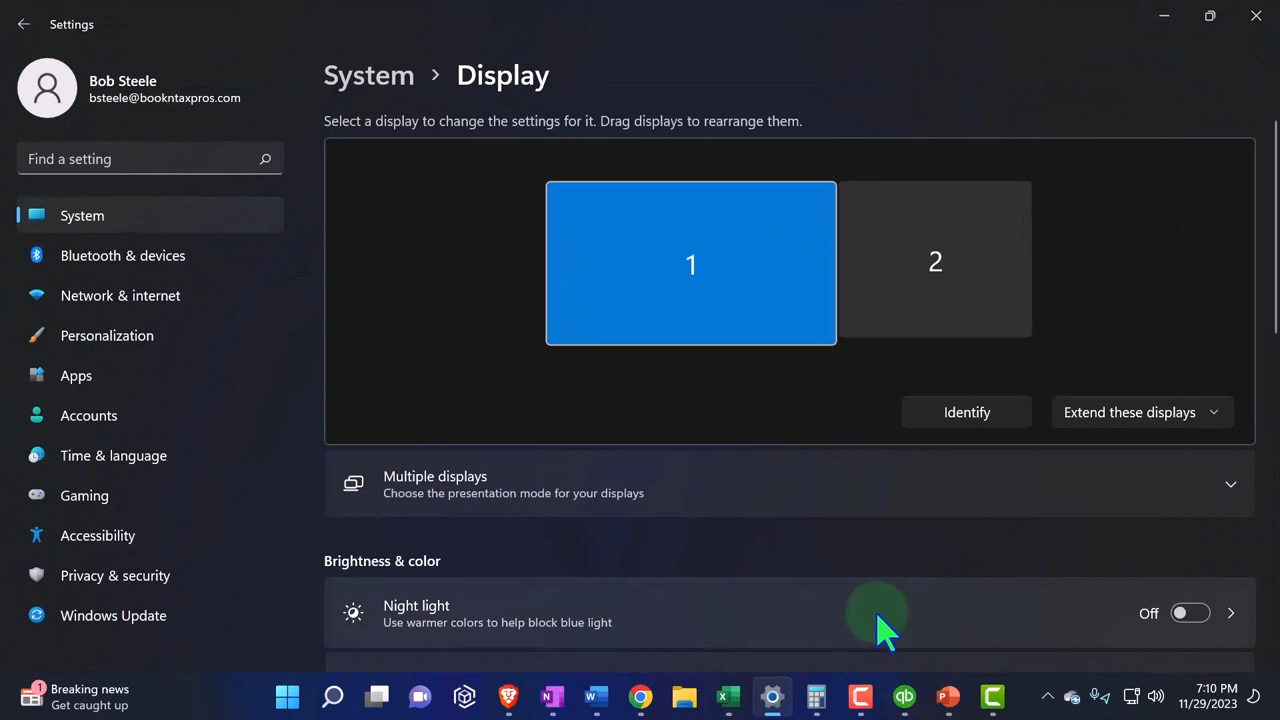 Settings
Bob Steele
bsteele@bookntaxpros.com
Find a setting
System
Bluetooth & devices
Network & internet
Personalization
Apps
Accounts
Time & language
Gaming
Accessibility
Privacy & security
Windows Update
System > Display
Select a display to change the settings for it. Drag displays to rearrange them.
1
2
Identify
Extend these displays
Multiple displays
Choose the presentation mode for your displays
Brightness & color
Night light
Use warmer colors to help block blue light
Off
1
Breaking news
Get caught up
7:10 PM
11/29/2023